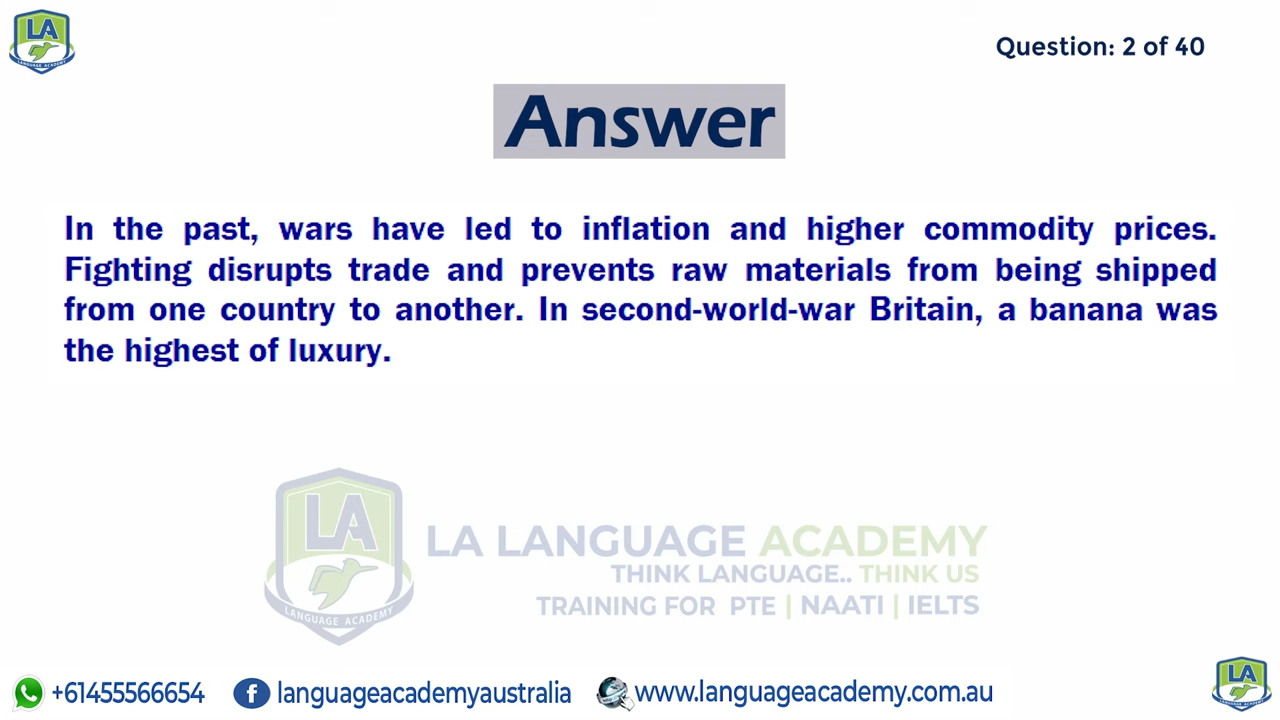 LA
LANGUAGE ACADEMY
Question: 2 of 40
Answer
In the past, wars have led to inflation and higher commodity prices.
Fighting disrupts trade and prevents raw materials from being shipped
from one country to another. In second-world-war Britain, a banana was
the highest of luxury.
LA
LANGUAGE ACADEMY
LA LANGUAGE ACADEMY
THINK LANGUAGE.. THINK US
TRAINING FOR PTE | NAATI | IELTS
+61455566654
f languageacademyaustralia
www.languageacademy.com.au
LA
LANGUAGE ACADEMY